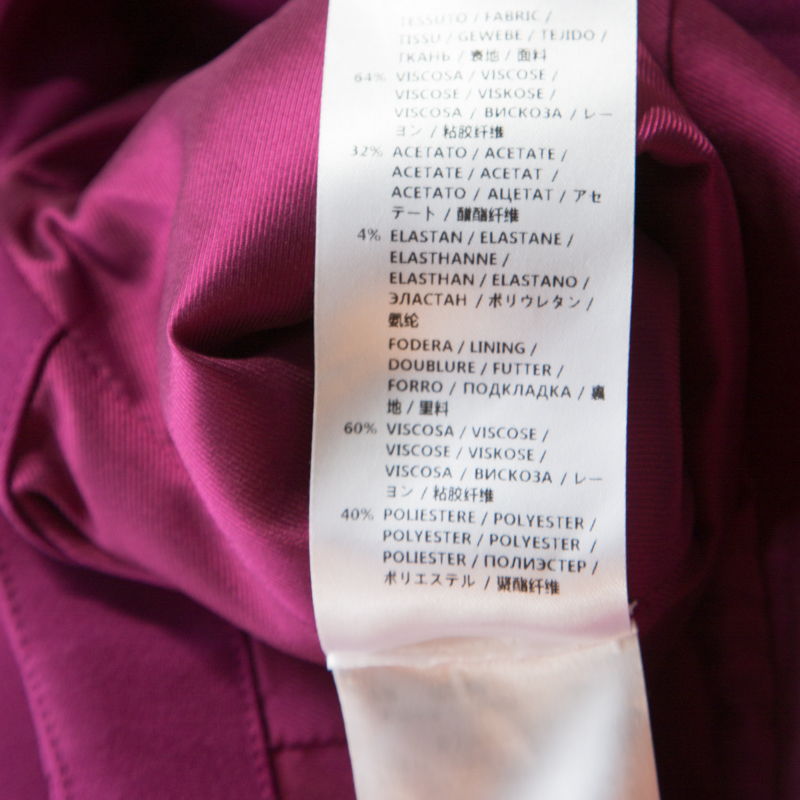 TESSUTO / FABRIC /
TISSU / GEWEBE / TEJIDO /
ТКАНЬ / 表地 / 面料
64% VISCOSA / VISCOSE /
VISCOSE / VISKOSE /
VISCOSA / ВИСКОЗА / レー
ヨン / 粘胶纤维
32% ACETATO / ACETATE /
ACETATE / ACETAT /
ACETATO / АЦЕТАТ / アセ
テート / 醋酯纤维
4% ELASTAN / ELASTANE /
ELASTHANNE /
ELASTHAN / ELASTANO /
ЭЛАСТАН / ポリウレタン /
氨纶
FODERA / LINING /
DOUBLURE / FUTTER /
FORRO / ПОДКЛАДКА / 裏
地 / 里料
60% VISCOSA / VISCOSE /
VISCOSE / VISKOSE /
VISCOSA / ВИСКОЗА / レー
ヨン / 粘胶纤维
40% POLIESTERE / POLYESTER /
POLYESTER / POLYESTER /
POLIESTER / ПОЛИЭСТЕР /
ポリエステル / 聚酯纤维